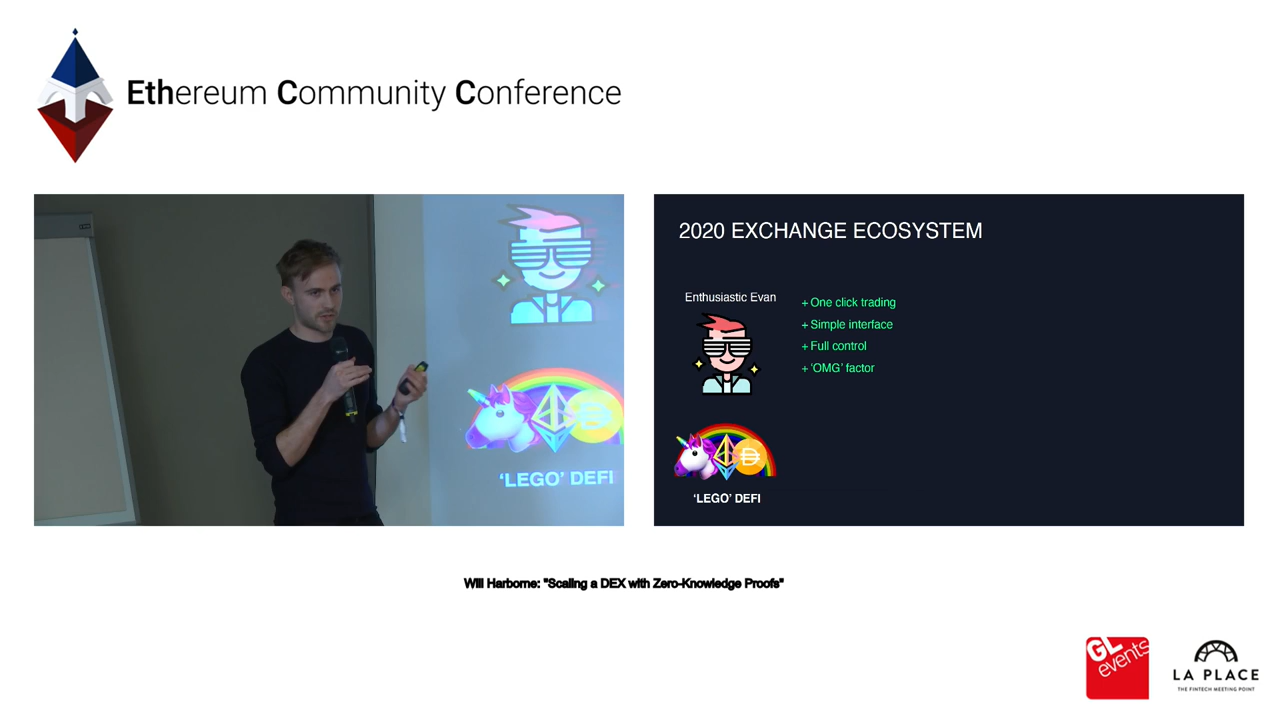 Ethereum Community Conference
2020 EXCHANGE ECOSYSTEM
Enthusiastic Evan
+ One click trading
+ Simple interface
+ Full control
+ 'OMG' factor
'LEGO' DEFI
'LEGO' DEFI
Will Harborne: "Scaling a DEX with Zero-Knowledge Proofs"
GL
events
LA PLACE
THE FINTECH MEETING POINT